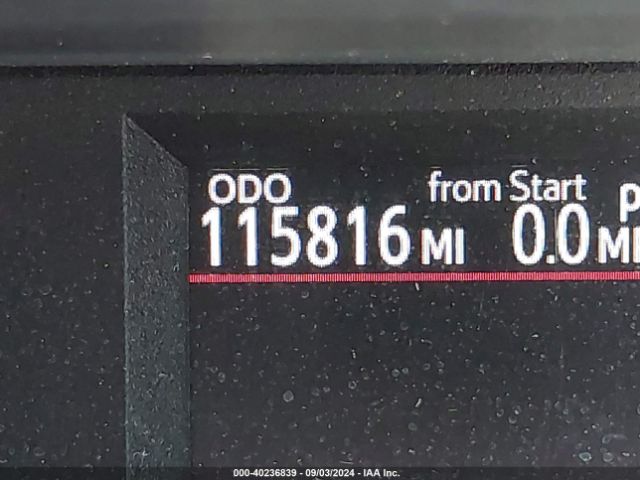 ODO from Start
115816 MI 0.0 MI p
000-40236839 - 09/03/2024 - IAA Inc.